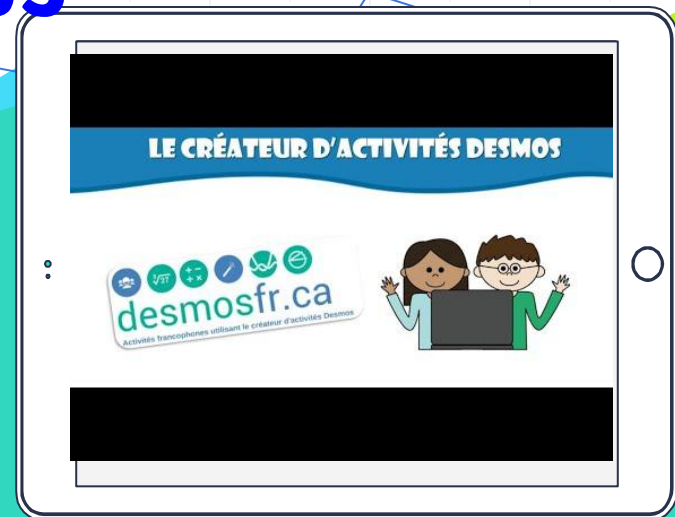 LE CRÉATEUR D'ACTIVITÉS DESMOS
desmosfr.ca
Activités francophones utilisant le créateur d'activités Desmos